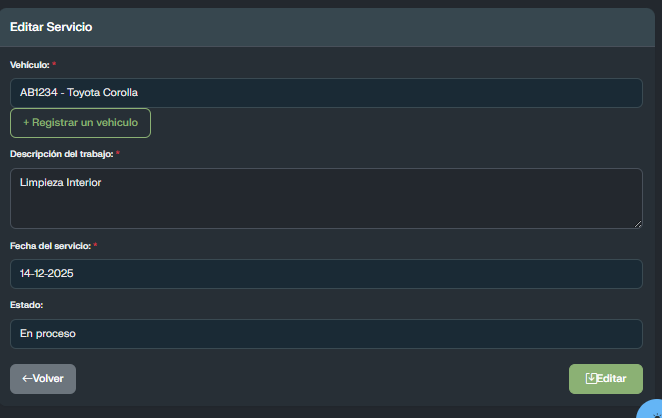 Editar Servicio
Vehículo: *
AB1234 - Toyota Corolla
+ Registrar un vehiculo
Descripción del trabajo: *
Limpieza Interior
Fecha del servicio: *
14-12-2025
Estado:
En proceso
←Volver
Editar